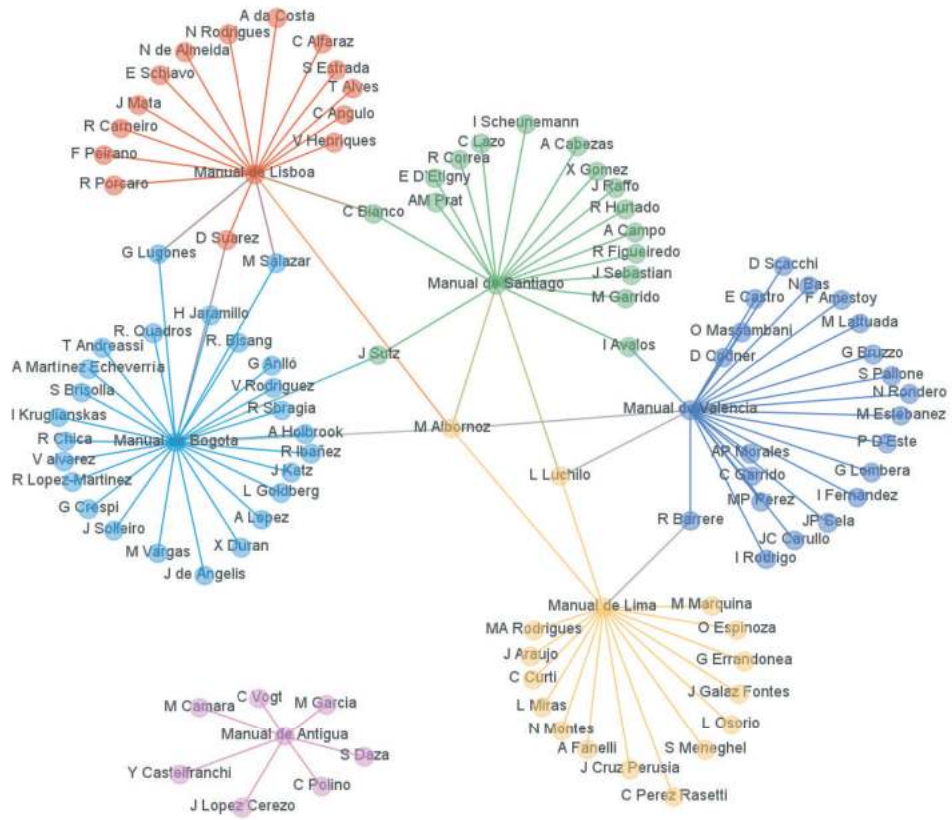 A da Costa
N Rodrigues
C Alfaraz
N de Almeida
S Estrada
E Schiavo
T Alves
J Mata
C Angulo
R Carneiro
V Henriques
F Peirano
Manual de Lisboa
R Porcaro
I Scheunemann
C Lazo
A Cabezas
R Correa
X Gomez
E D'Etigny
J Raffo
AM Prat
R Hurtado
C Bianco
A Campo
R Figueiredo
J Sebastian
Manual de Santiago
M Garrido
I Avalos
J Sutz
D Suarez
G Lugones
M Salazar
H Jaramillo
R. Quadros
R. Bisang
T Andreassi
G Anlló
A Martinez Echeverria
V Rodriguez
S Brisolla
R Sbragia
I Kruglianskas
A Holbrook
R Chica
Manual de Bogota
R Ibañez
V alvarez
J Katz
R Lopez-Martinez
L Goldberg
G Crespi
A Lopez
J Solleiro
X Duran
M Vargas
J de Angelis
M Albornoz
L Luchilo
D Scacchi
N Bas
E Castro
F Amestoy
O Massambani
M Lattuada
D Codner
G Bruzzo
S Pallone
N Rondero
Manual de Valencia
M Estebanez
P D'Este
AP Morales
C Garrido
G Lombera
MP Perez
I Fernandez
R Barrere
JP Sela
JC Carullo
I Rodrigo
Manual de Lima
M Marquina
MA Rodrigues
O Espinoza
J Araujo
G Errandonea
C Curti
J Galaz Fontes
L Miras
L Osorio
N Montes
A Fanelli
S Meneghel
J Cruz Perusia
C Perez Rasetti
C Vogt
M Garcia
M Camara
Manual de Antigua
S Daza
Y Castelfranchi
C Polino
J Lopez Cerezo